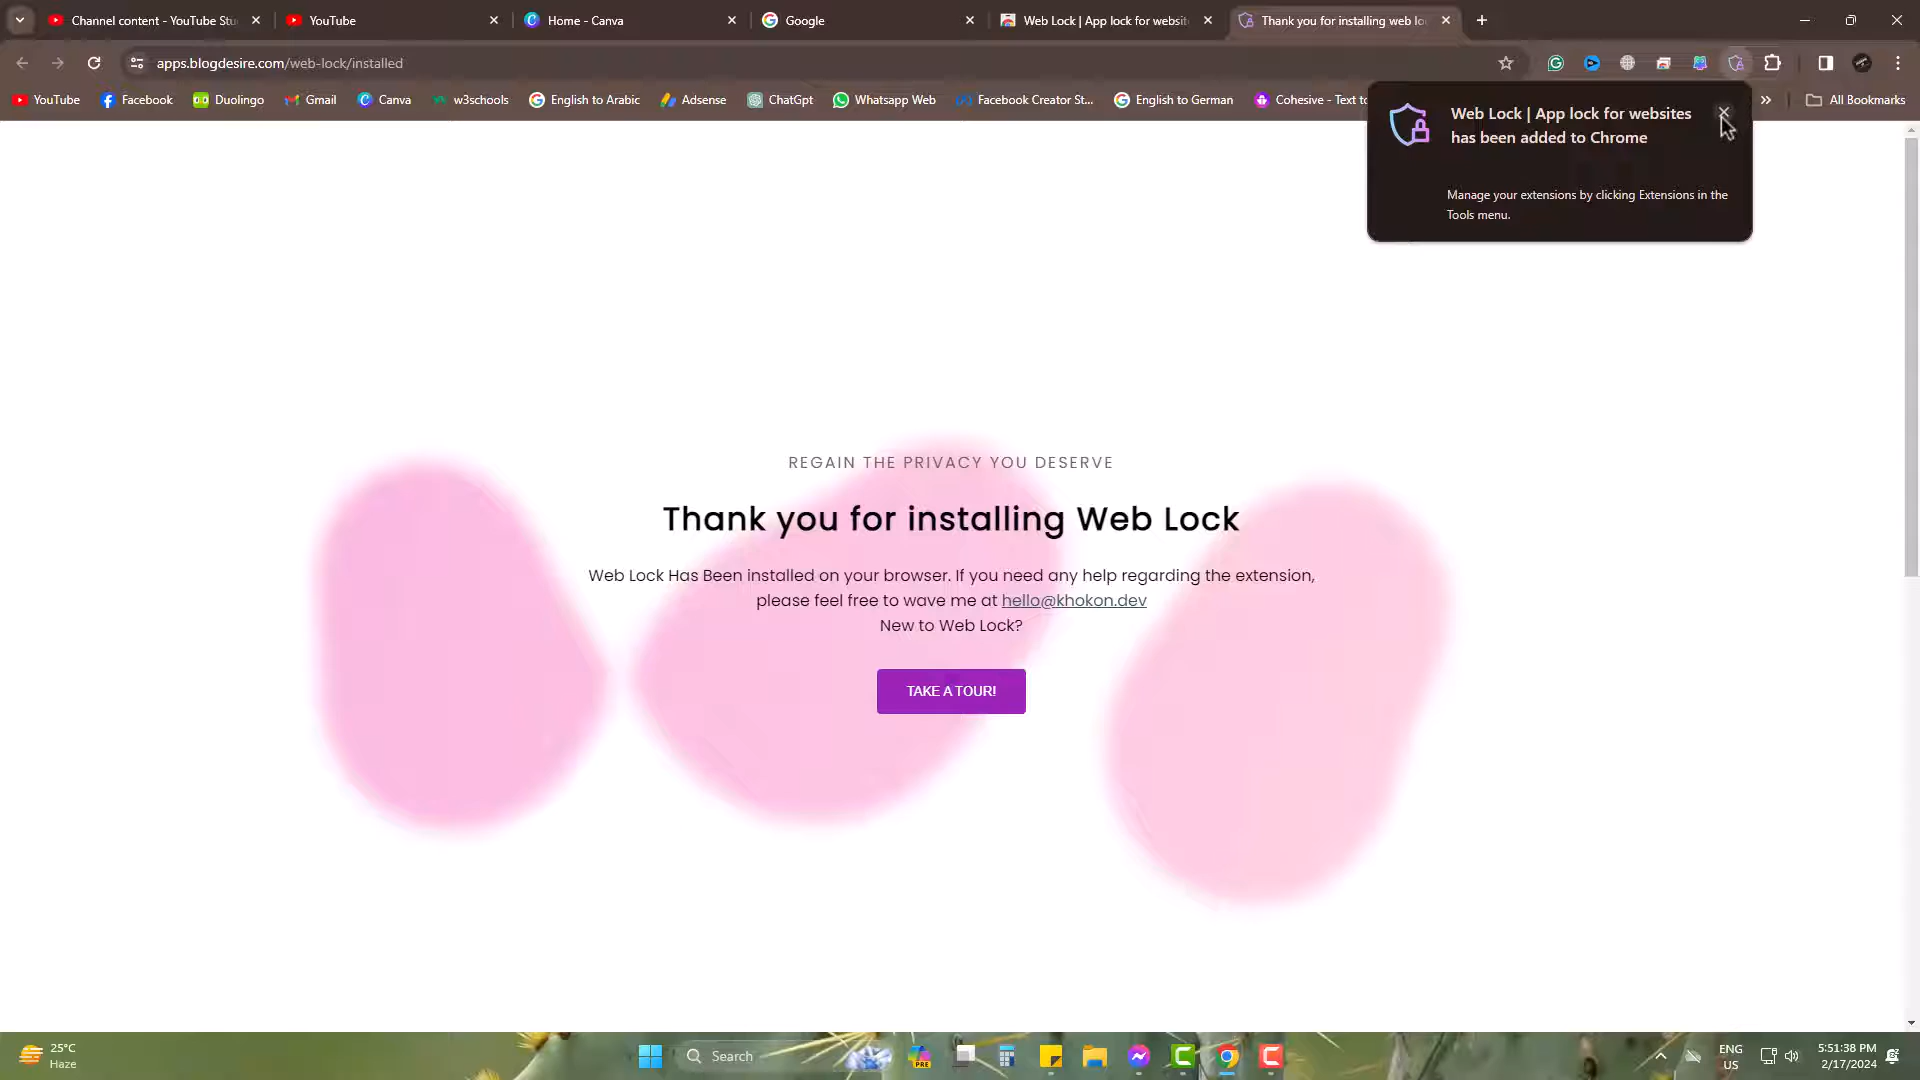 Channel content - YouTube Stu
YouTube
Home - Canva
Google
Web Lock | App lock for websit
Thank you for installing web lo
apps.blogdesire.com/web-lock/installed
YouTube
Facebook
Duolingo
Gmail
Canva
w3schools
English to Arabic
Adsense
ChatGpt
Whatsapp Web
Facebook Creator St...
English to German
Cohesive - Text to
All Bookmarks
Web Lock | App lock for websites
has been added to Chrome
Manage your extensions by clicking Extensions in the
Tools menu.
REGAIN THE PRIVACY YOU DESERVE
Thank you for installing Web Lock
Web Lock Has Been installed on your browser. If you need any help regarding the extension,
please feel free to wave me at hello@khokon.dev
New to Web Lock?
TAKE A TOUR!
25°C
Haze
Search
PRE
ENG
US
5:51:38 PM
2/17/2024